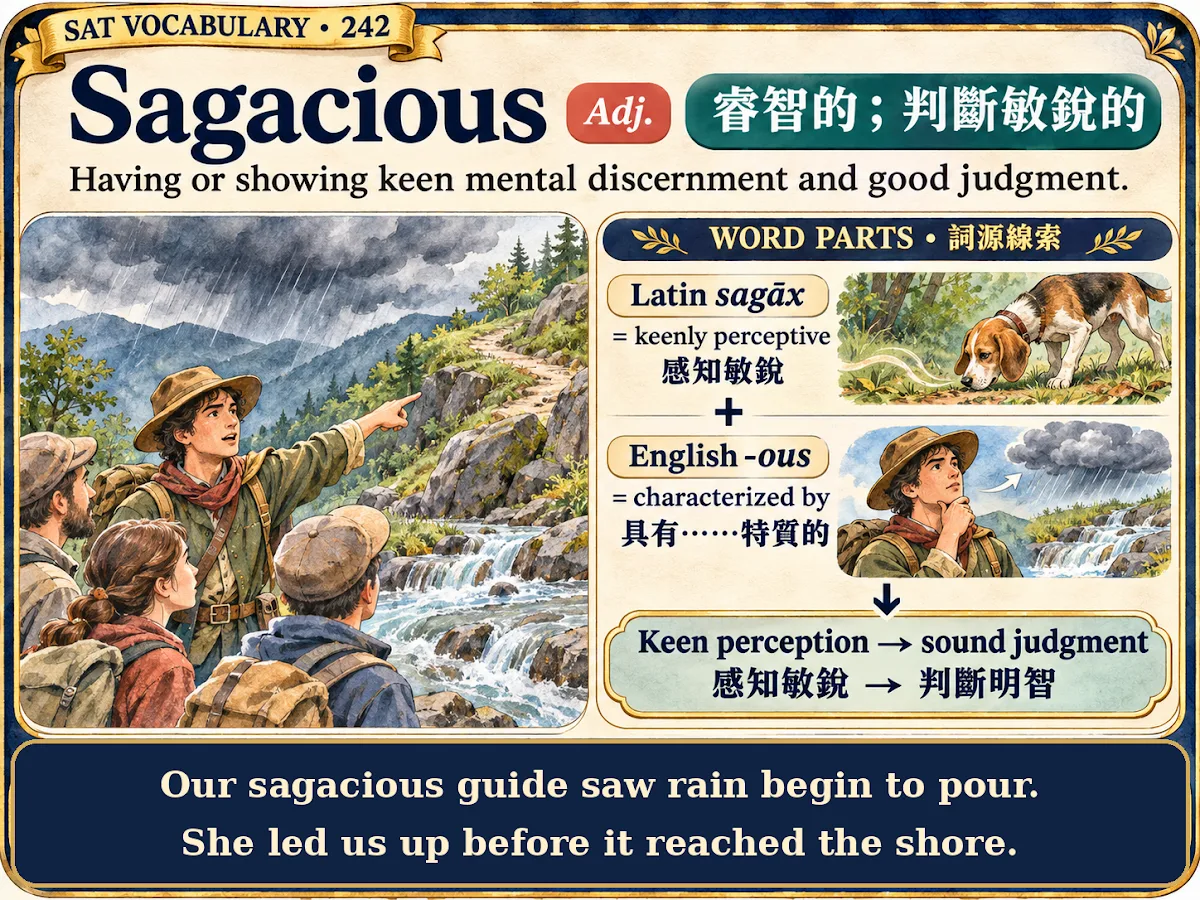 SAT VOCABULARY • 242
Sagacious Adj. 睿智的；判斷敏銳的
Having or showing keen mental discernment and good judgment.
WORD PARTS • 詞源線索
Latin sagāx
= keenly perceptive
感知敏銳
+
English -ous
= characterized by
具有……特質的
↓
Keen perception → sound judgment
感知敏銳 → 判斷明智
Our sagacious guide saw rain begin to pour.
She led us up before it reached the shore.